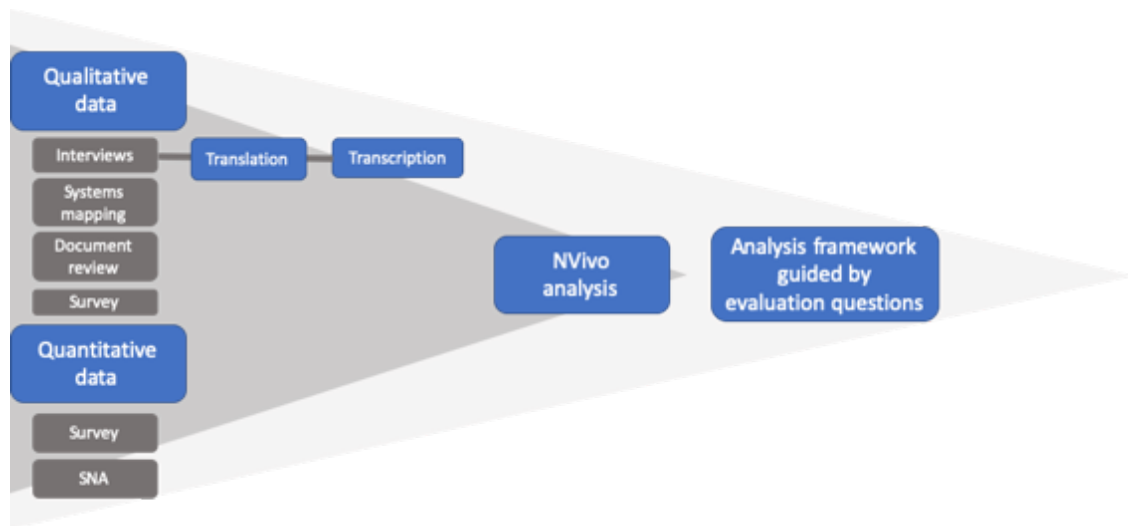 Qualitative
data
Interviews
Translation
Transcription
Systems
mapping
Document
review
Survey
Quantitative
data
Survey
SNA
NVivo
analysis
Analysis framework
guided by
evaluation questions